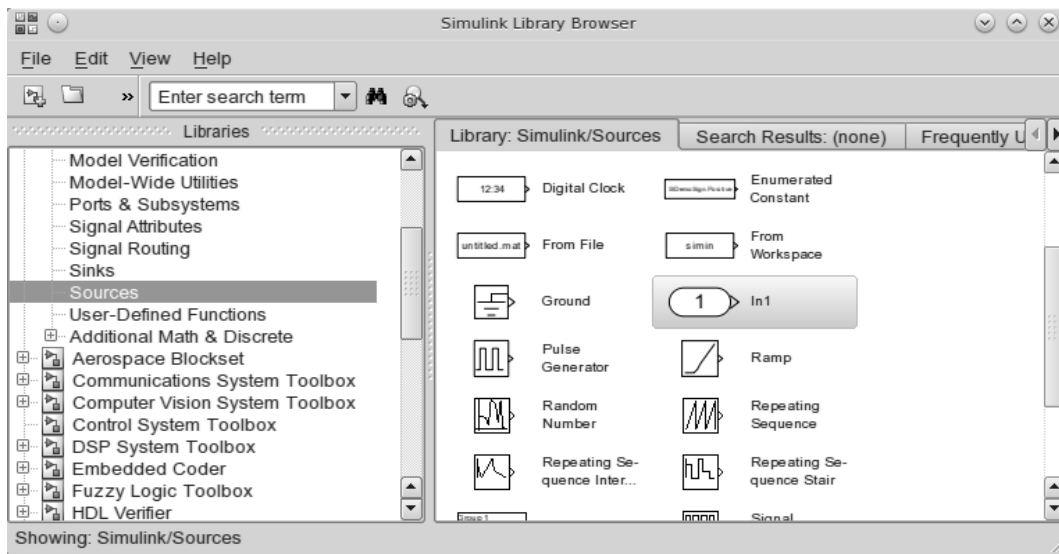 Simulink Library Browser
File Edit View Help
» Enter search term
Libraries
Model Verification
Model-Wide Utilities
Ports & Subsystems
Signal Attributes
Signal Routing
Sinks
Sources
User-Defined Functions
Additional Math & Discrete
Aerospace Blockset
Communications System Toolbox
Computer Vision System Toolbox
Control System Toolbox
DSP System Toolbox
Embedded Coder
Fuzzy Logic Toolbox
HDL Verifier
Library: Simulink/Sources Search Results: (none) Frequently U
12:34 Digital Clock
Enumerated
Constant
untitled.mat From File
simin From
Workspace
Ground
1 In1
Pulse
Generator
Ramp
Random
Number
Repeating
Sequence
Repeating Se-
quence Inter...
Repeating Se-
quence Stair
Group 1
Signal
Showing: Simulink/Sources